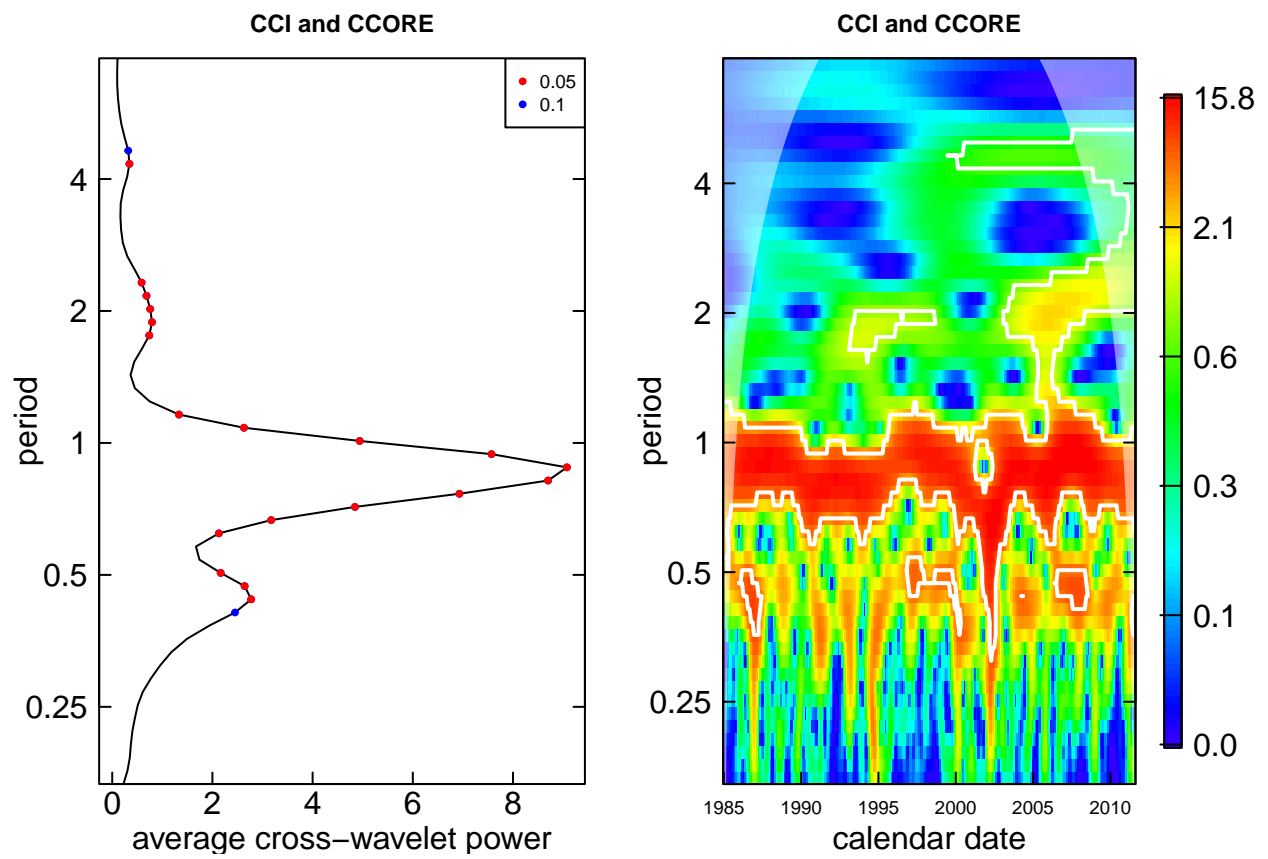 CCI and CCORE
0.05
0.1
4
2
1
0.5
0.25
period
0 2 4 6 8
average cross−wavelet power
CCI and CCORE
4
2
1
0.5
0.25
period
1985 1990 1995 2000 2005 2010
calendar date
15.8
2.1
0.6
0.3
0.1
0.0